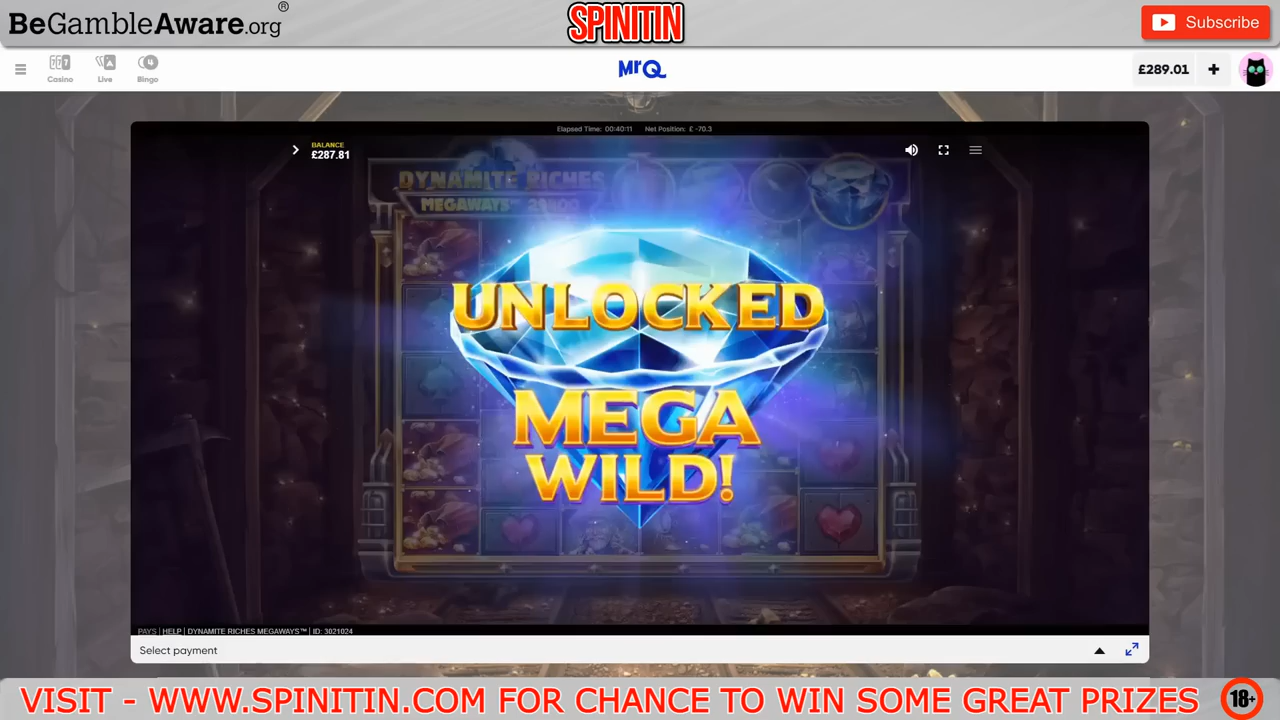 BeGambleAware.org®
SPINITIN
Subscribe
Casino
Live
Bingo
MrQ
£289.01
+
Elapsed Time: 00:40:11 Net Position: £ -70.3
BALANCE
£287.81
DYNAMITE RICHES
MEGAWAYS™
UNLOCKED
MEGA
WILD!
PAYS | HELP | DYNAMITE RICHES MEGAWAYS™ | ID: 3021024
Select payment
VISIT - WWW.SPINITIN.COM FOR CHANCE TO WIN SOME GREAT PRIZES
18+